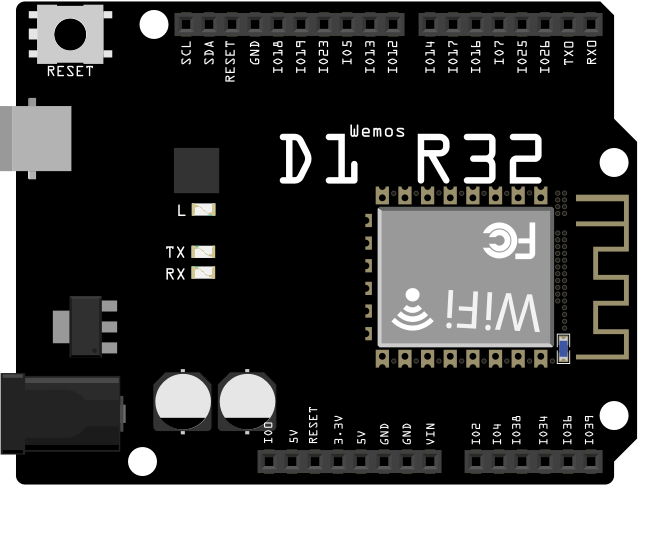 RESET
SCL SDA RESET GND IO18 IO19 IO23 IO5 IO13 IO12
IO14 IO17 IO16 IO7 IO25 IO26 TX0 RX0
Wemos
D1 R32
L
TX
RX
FC
WiFi
IO0 5V RESET 3.3V 5V GND GND VIN
IO2 IO4 IO38 IO34 IO36 IO39